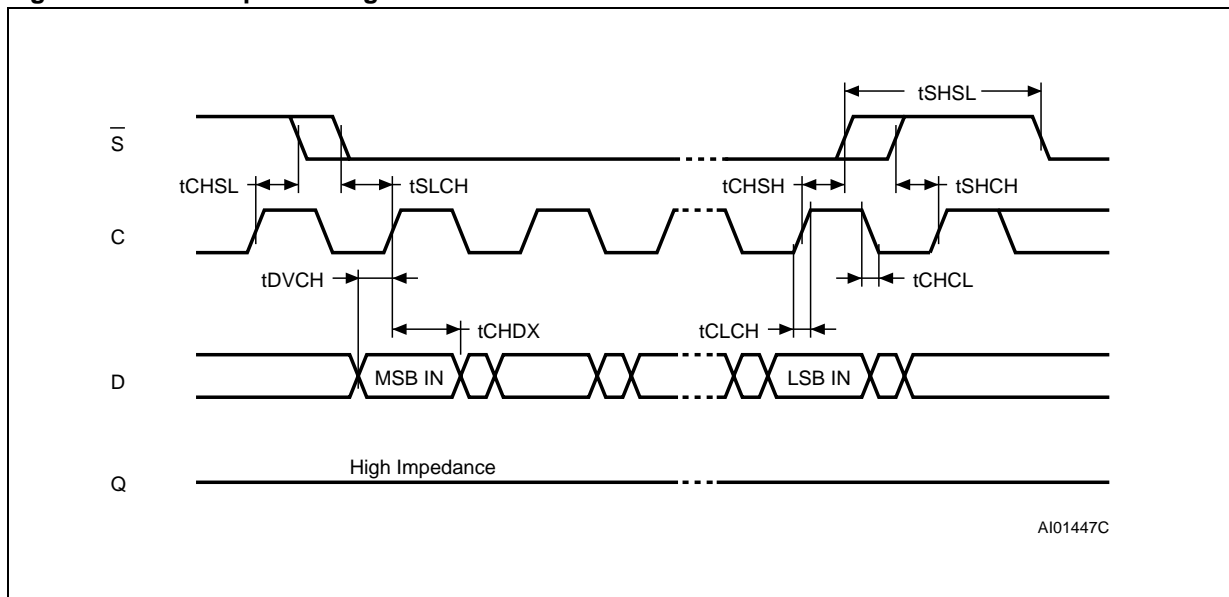 tSHSL
S
tCHSL
tSLCH
tCHSH
tSHCH
C
tDVCH
tCHCL
tCHDX
tCLCH
D
MSB IN
LSB IN
High Impedance
Q
AI01447C